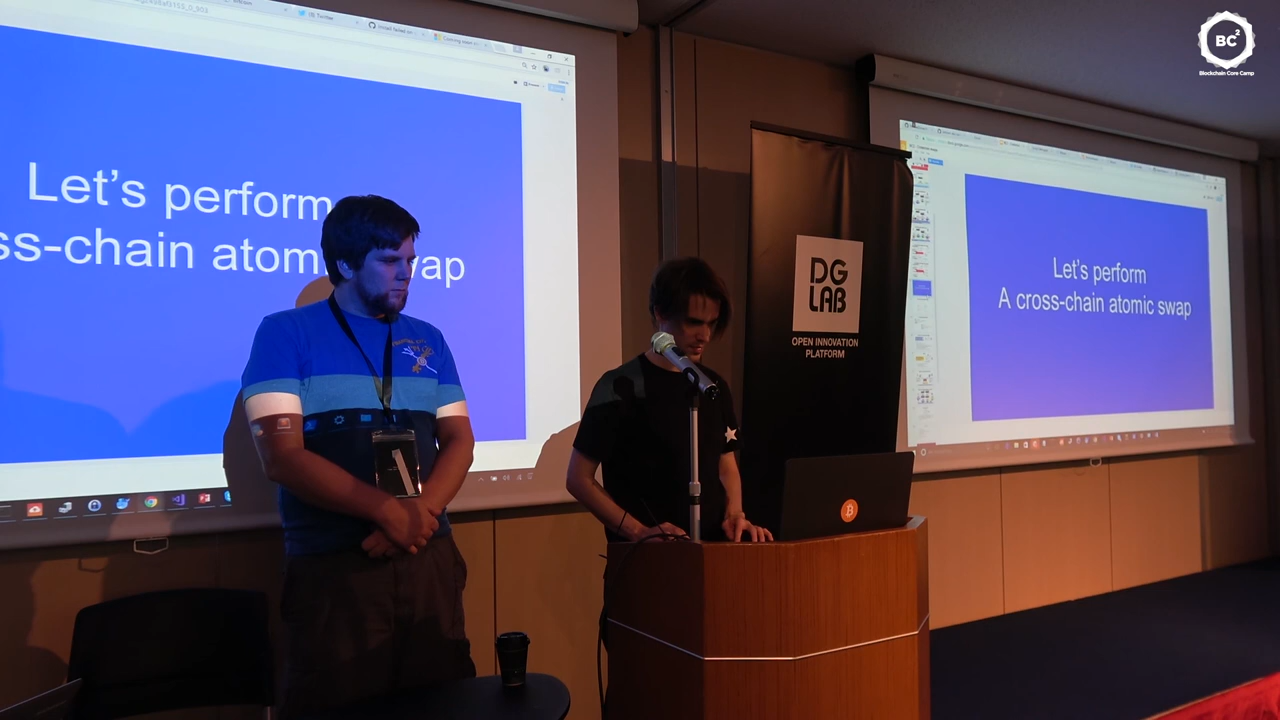 Let's perform
ss-chain atom wap
DG
LAB
OPEN INNOVATION
PLATFORM
Let's perform
A cross-chain atomic swap
BC²
Blockchain Core Camp